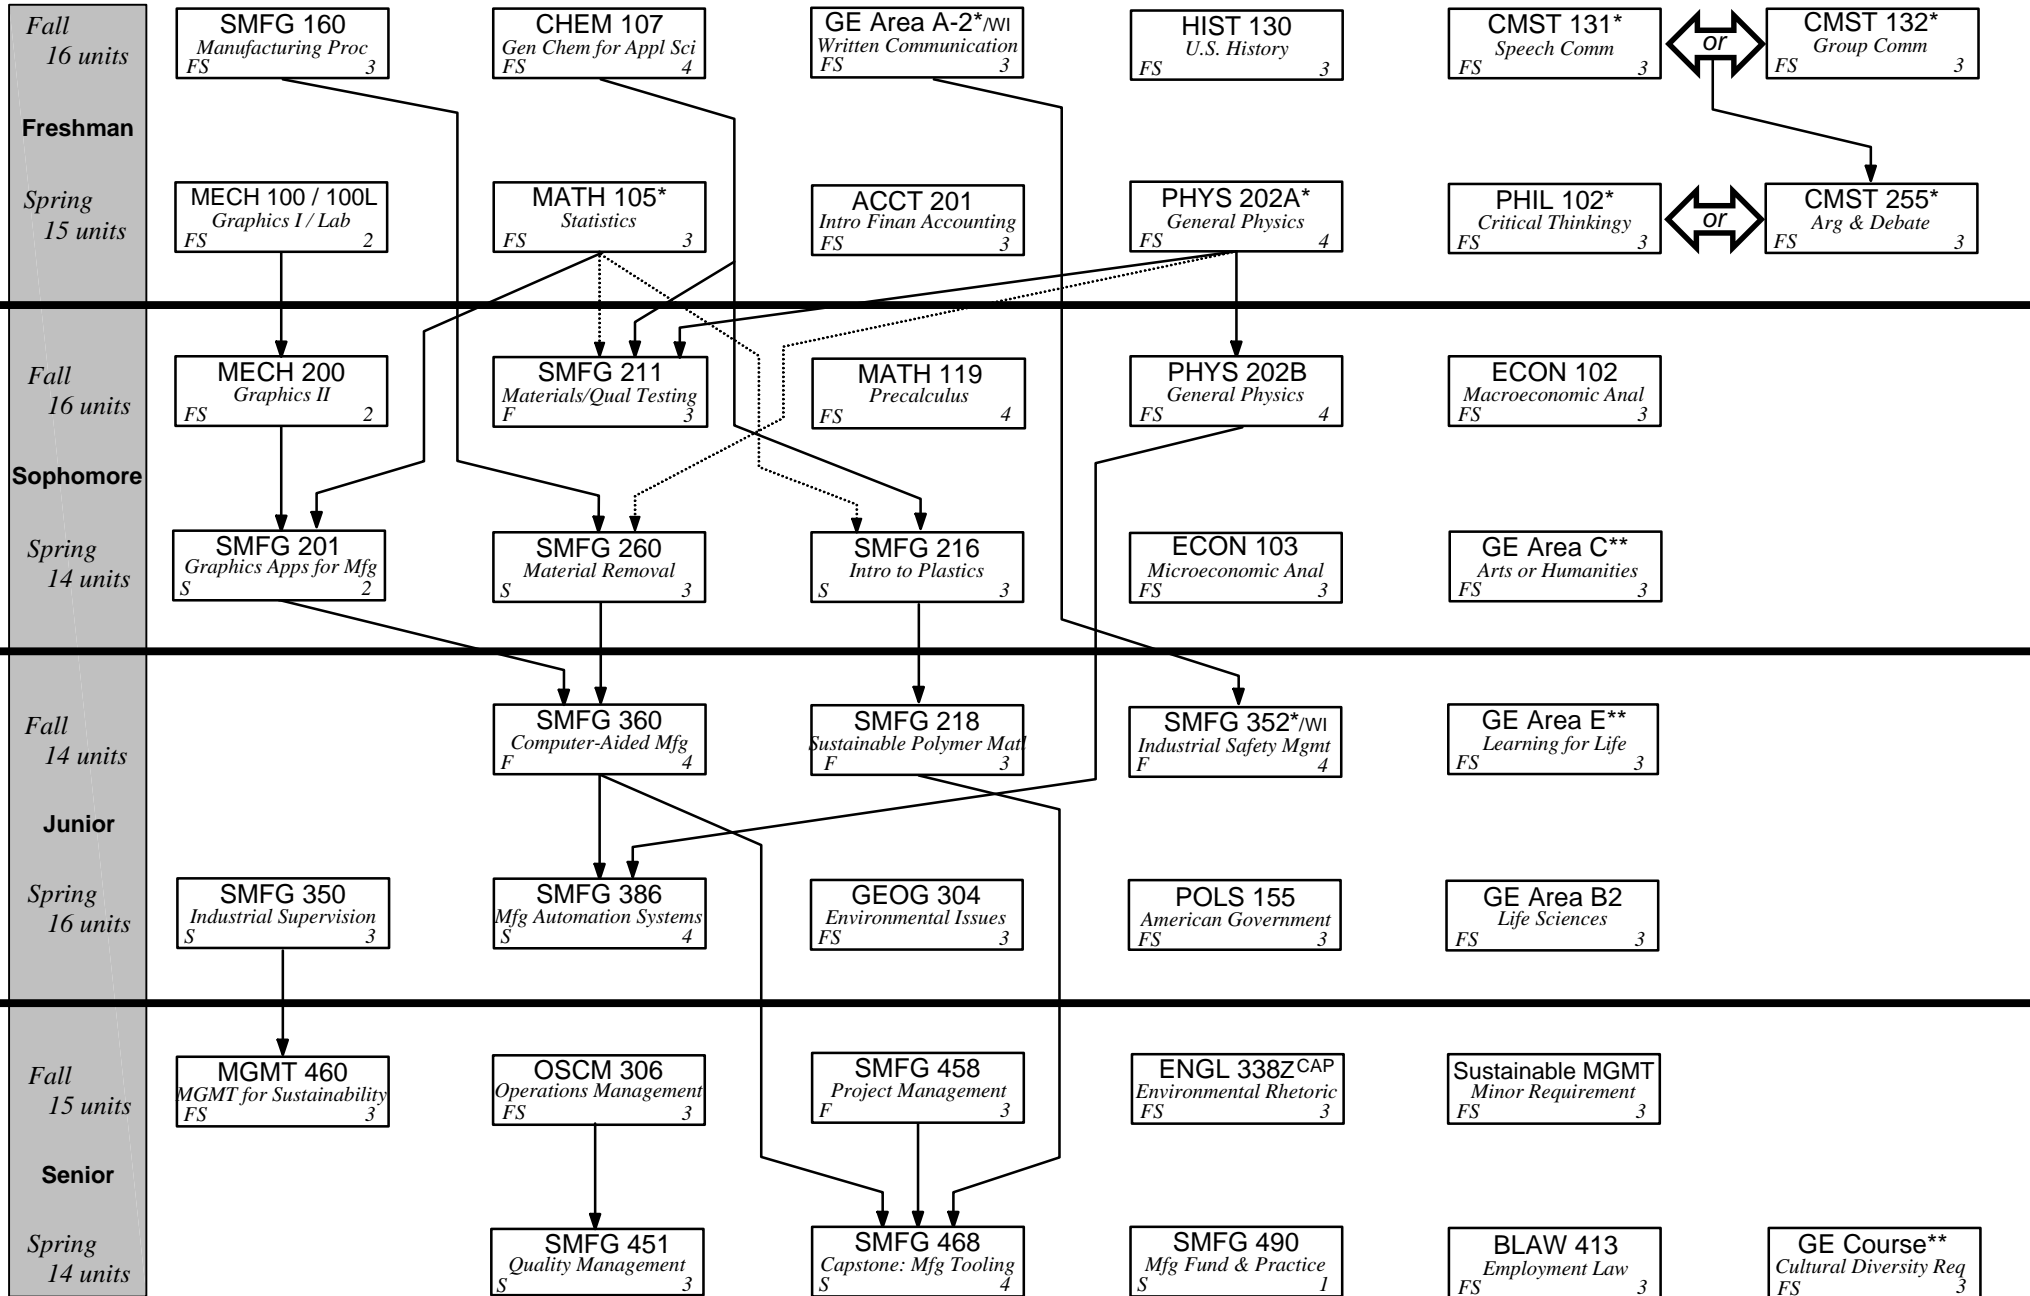 Fall
16 units
SMFG 160
Manufacturing Proc
FS 3
CHEM 107
Gen Chem for Appl Sci
FS 4
GE Area A-2*/WI
Written Communication
FS 3
HIST 130
U.S. History
FS 3
CMST 131*
Speech Comm
FS 3
or
CMST 132*
Group Comm
FS 3
Freshman
Spring
15 units
MECH 100 / 100L
Graphics I / Lab
FS 2
MATH 105*
Statistics
FS 3
ACCT 201
Intro Finan Accounting
FS 3
PHYS 202A*
General Physics
FS 4
PHIL 102*
Critical Thinkingy
FS 3
or
CMST 255*
Arg & Debate
FS 3
Fall
16 units
MECH 200
Graphics II
FS 2
SMFG 211
Materials/Qual Testing
F 3
MATH 119
Precalculus
FS 4
PHYS 202B
General Physics
FS 4
ECON 102
Macroeconomic Anal
FS 3
Sophomore
Spring
14 units
SMFG 201
Graphics Apps for Mfg
S 2
SMFG 260
Material Removal
S 3
SMFG 216
Intro to Plastics
S 3
ECON 103
Microeconomic Anal
FS 3
GE Area C**
Arts or Humanities
FS 3
Fall
14 units
SMFG 360
Computer-Aided Mfg
F 4
SMFG 218
Sustainable Polymer Matl
F 3
SMFG 352*/WI
Industrial Safety Mgmt
F 4
GE Area E**
Learning for Life
FS 3
Junior
Spring
16 units
SMFG 350
Industrial Supervision
S 3
SMFG 386
Mfg Automation Systems
S 4
GEOG 304
Environmental Issues
FS 3
POLS 155
American Government
FS 3
GE Area B2
Life Sciences
FS 3
Fall
15 units
MGMT 460
MGMT for Sustainability
FS 3
OSCM 306
Operations Management
FS 3
SMFG 458
Project Management
F 3
ENGL 338Z CAP
Environmental Rhetoric
FS 3
Sustainable MGMT
Minor Requirement
FS 3
Senior
Spring
14 units
SMFG 451
Quality Management
S 3
SMFG 468
Capstone: Mfg Tooling
S 4
SMFG 490
Mfg Fund & Practice
S 1
BLAW 413
Employment Law
FS 3
GE Course**
Cultural Diversity Req
FS 3